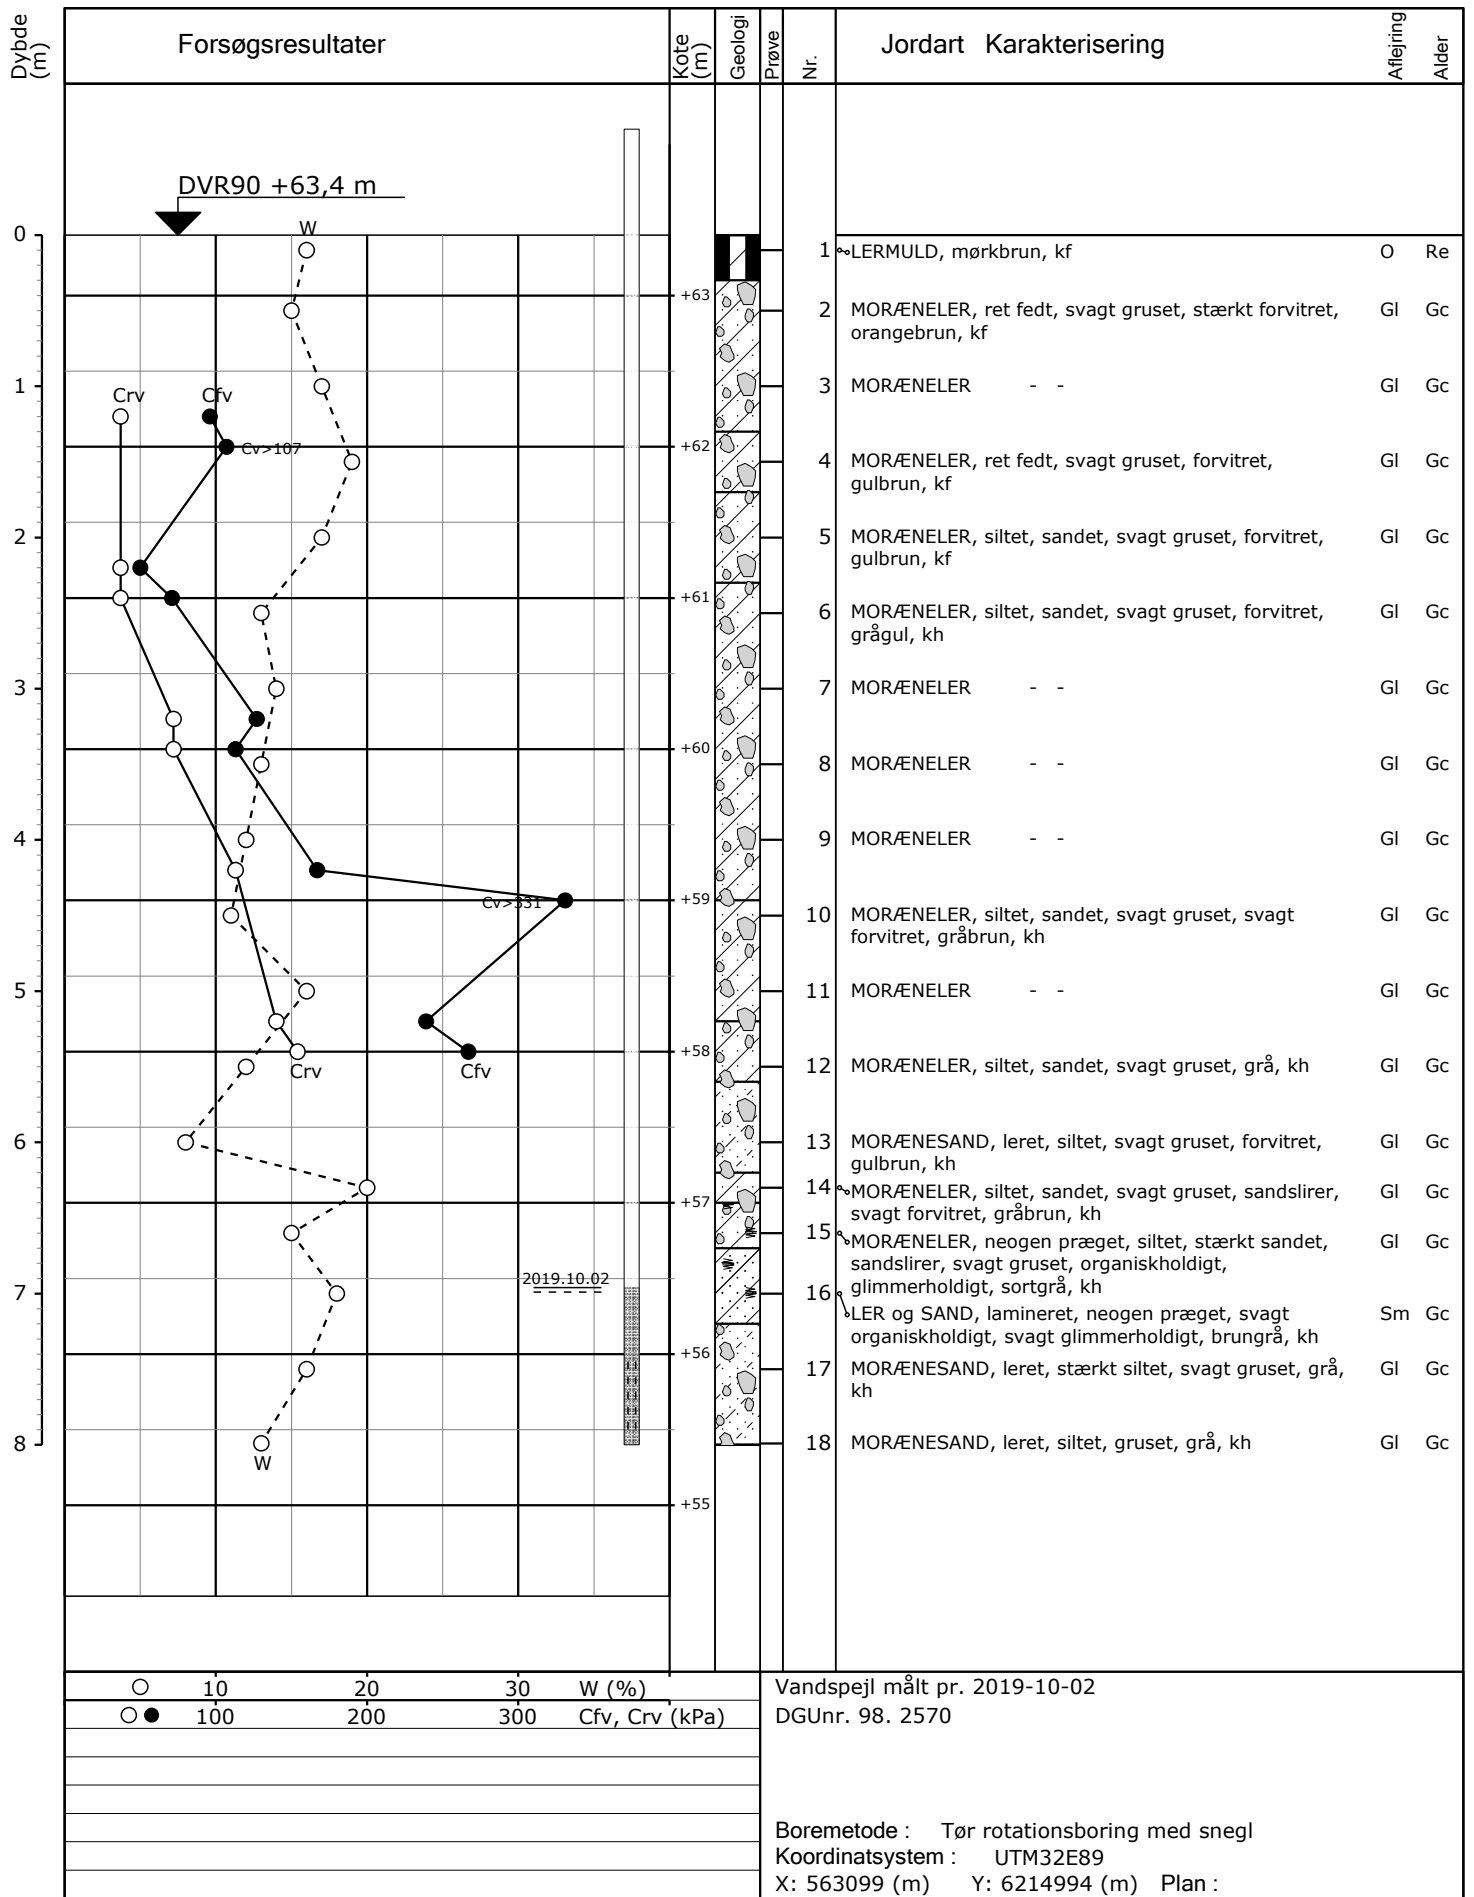 Dybde
(m)
Forsøgsresultater
Kote
(m)
Geologi
Prøve
Nr.
Jordart Karakterisering
Aflejring
Alder
DVR90 +63,4 m
W
0
1 LERMULD, mørkbrun, kf O Re
+63
2 MORÆNELER, ret fedt, svagt gruset, stærkt forvitret, Gl Gc
orangebrun, kf
1
3 MORÆNELER - - Gl Gc
Crv Cfv
Cv>107
+62
4 MORÆNELER, ret fedt, svagt gruset, forvitret, Gl Gc
gulbrun, kf
2
5 MORÆNELER, siltet, sandet, svagt gruset, forvitret, Gl Gc
gulbrun, kf
+61
6 MORÆNELER, siltet, sandet, svagt gruset, forvitret, Gl Gc
grågul, kh
3
7 MORÆNELER - - Gl Gc
+60
8 MORÆNELER - - Gl Gc
4
9 MORÆNELER - - Gl Gc
Cv>331
+59
10 MORÆNELER, siltet, sandet, svagt gruset, svagt Gl Gc
forvitret, gråbrun, kh
5
11 MORÆNELER - - Gl Gc
+58
Crv Cfv
12 MORÆNELER, siltet, sandet, svagt gruset, grå, kh Gl Gc
6
13 MORÆNESAND, leret, siltet, svagt gruset, forvitret, Gl Gc
gulbrun, kh
14 MORÆNELER, siltet, sandet, svagt gruset, sandslirer, Gl Gc
svagt forvitret, gråbrun, kh
+57
15 MORÆNELER, neogen præget, siltet, stærkt sandet, Gl Gc
sandslirer, svagt gruset, organiskholdigt,
glimmerholdigt, sortgrå, kh
2019.10.02
7
16 LER og SAND, lamineret, neogen præget, svagt Sm Gc
organiskholdigt, svagt glimmerholdigt, brungrå, kh
+56
17 MORÆNESAND, leret, stærkt siltet, svagt gruset, grå, Gl Gc
kh
8
18 MORÆNESAND, leret, siltet, gruset, grå, kh Gl Gc
W
+55
10 20 30 W (%)
100 200 300 Cfv, Crv (kPa)
Vandspejl målt pr. 2019-10-02
DGUnr. 98. 2570
Boremetode : Tør rotationsboring med snegl
Koordinatsystem : UTM32E89
X: 563099 (m) Y: 6214994 (m) Plan :